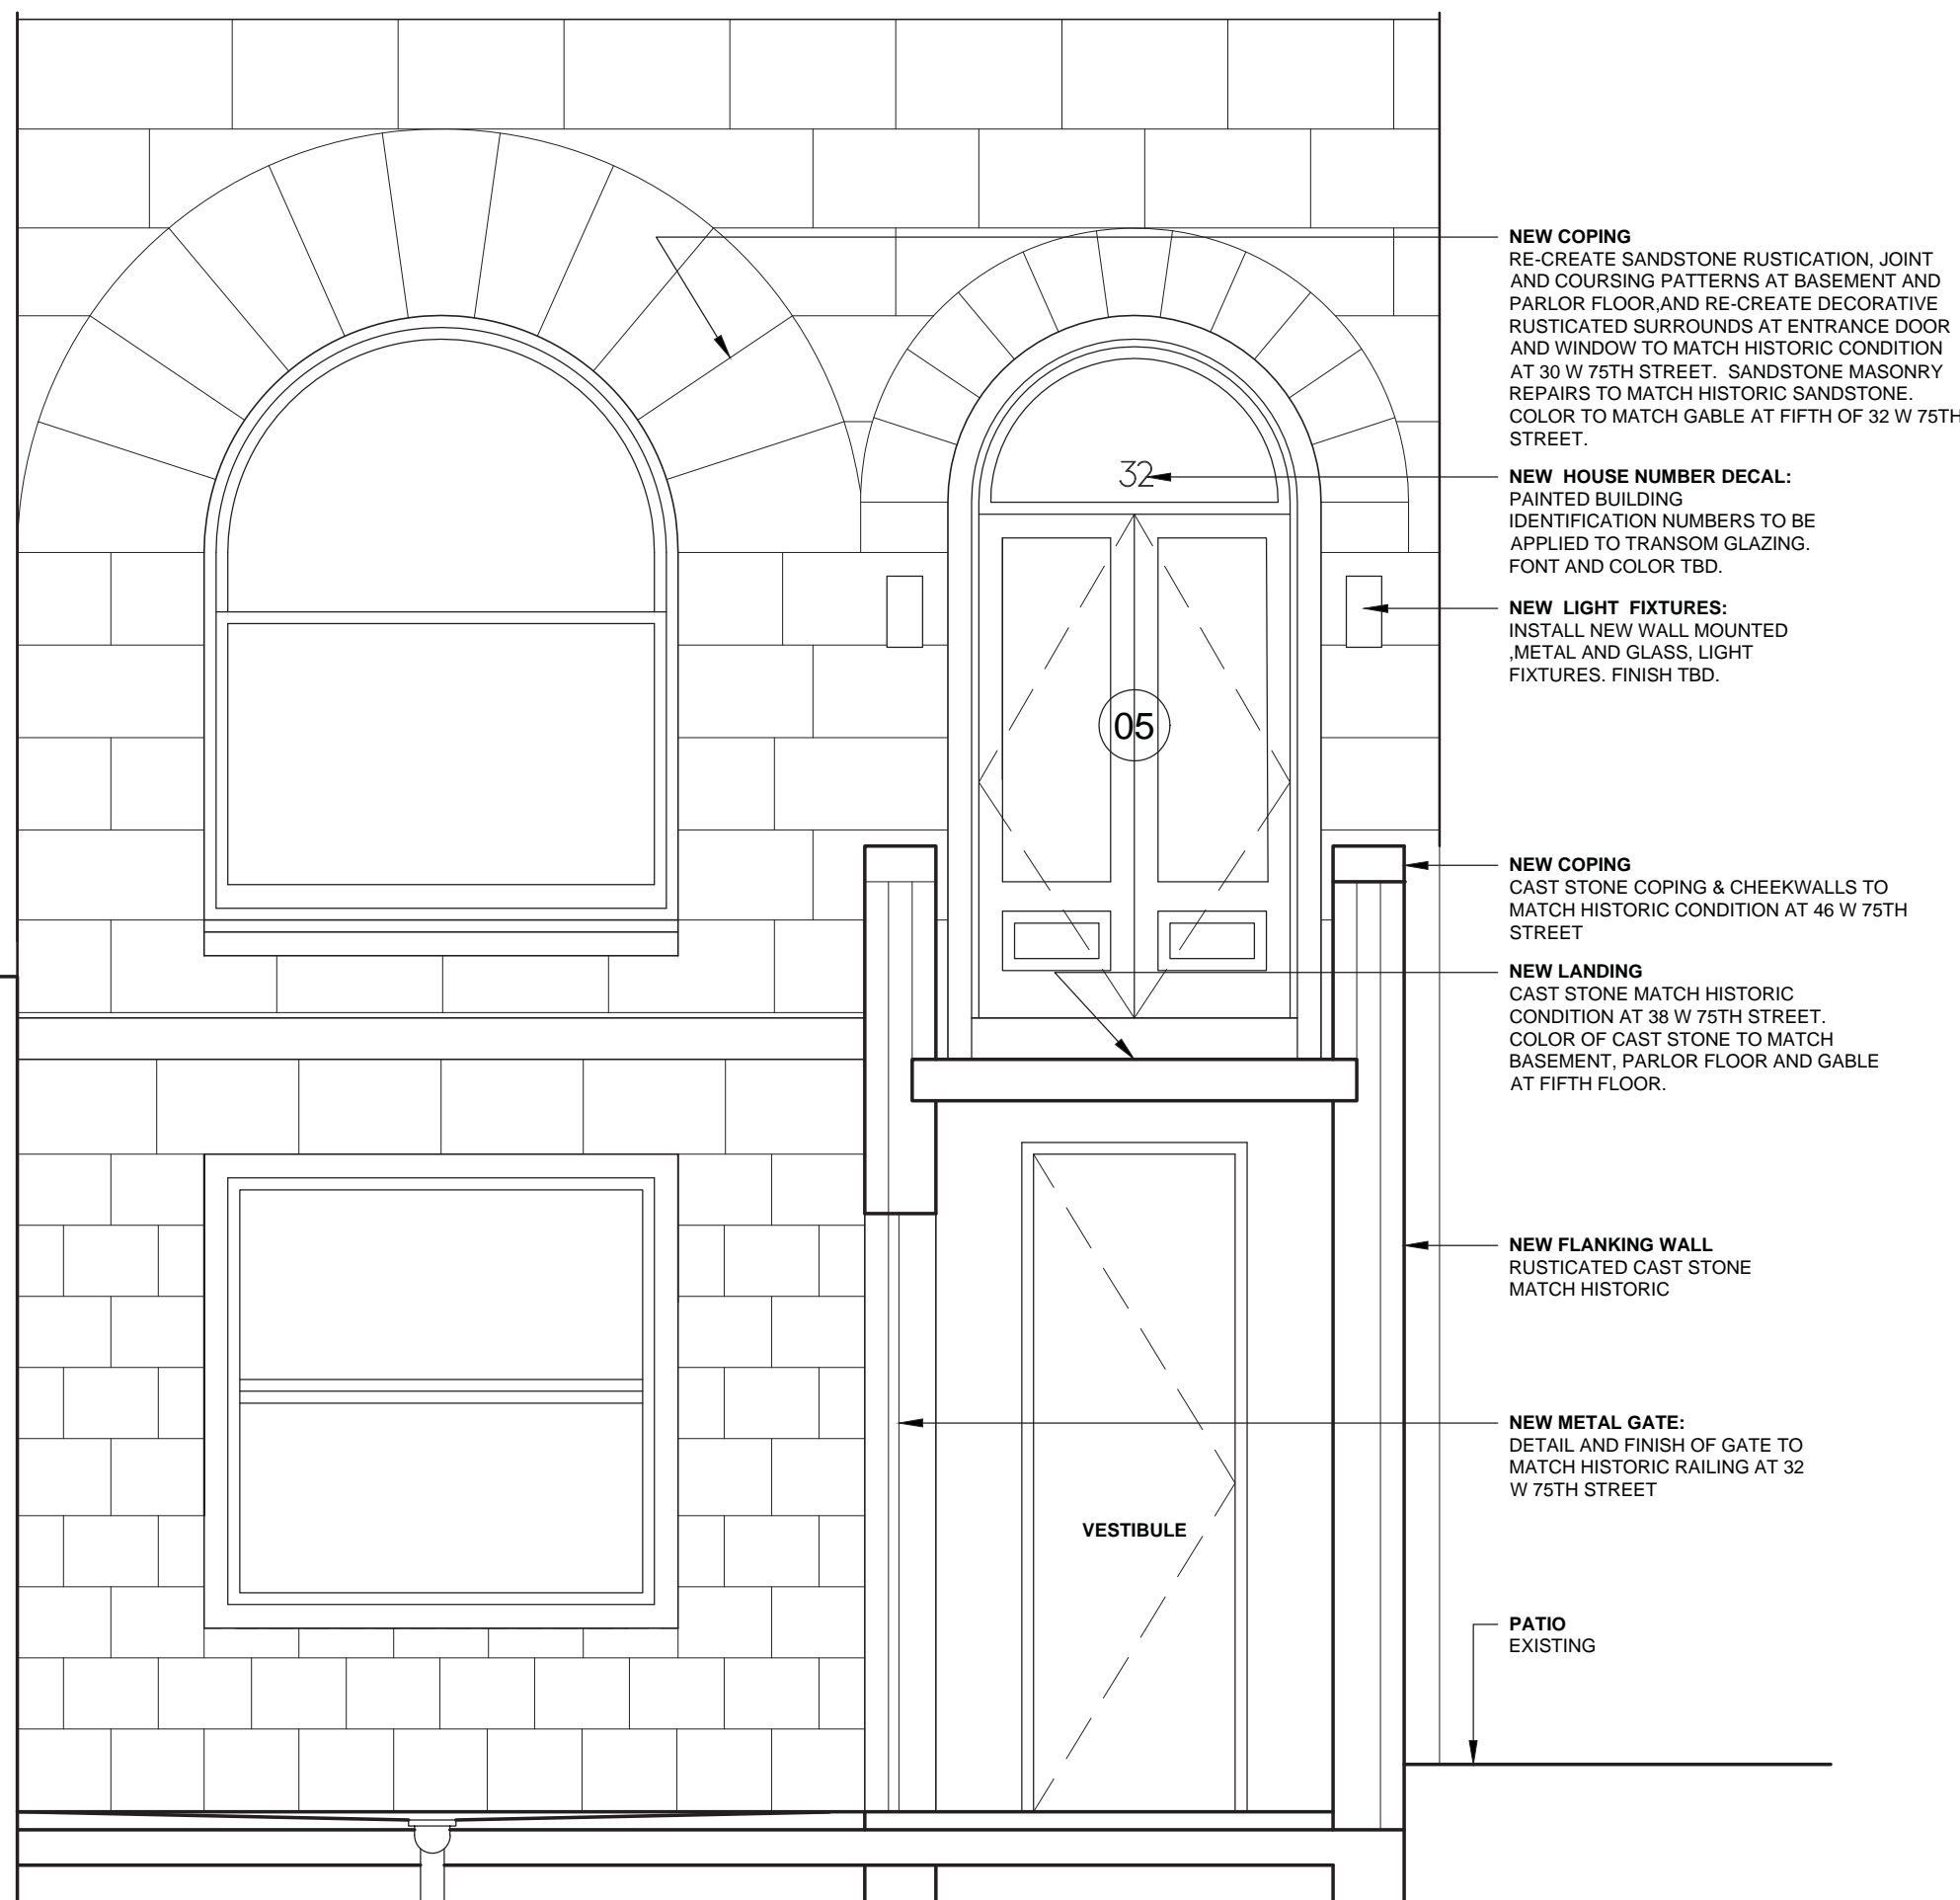 NEW COPING
RE-CREATE SANDSTONE RUSTICATION, JOINT
AND COURSING PATTERNS AT BASEMENT AND
PARLOR FLOOR,AND RE-CREATE DECORATIVE
RUSTICATED SURROUNDS AT ENTRANCE DOOR
AND WINDOW TO MATCH HISTORIC CONDITION
AT 30 W 75TH STREET. SANDSTONE MASONRY
REPAIRS TO MATCH HISTORIC SANDSTONE.
COLOR TO MATCH GABLE AT FIFTH OF 32 W 75TH
STREET.
32
NEW HOUSE NUMBER DECAL:
PAINTED BUILDING
IDENTIFICATION NUMBERS TO BE
APPLIED TO TRANSOM GLAZING.
FONT AND COLOR TBD.
NEW LIGHT FIXTURES:
INSTALL NEW WALL MOUNTED
,METAL AND GLASS, LIGHT
FIXTURES. FINISH TBD.
05
NEW COPING
CAST STONE COPING & CHEEKWALLS TO
MATCH HISTORIC CONDITION AT 46 W 75TH
STREET
NEW LANDING
CAST STONE MATCH HISTORIC
CONDITION AT 38 W 75TH STREET.
COLOR OF CAST STONE TO MATCH
BASEMENT, PARLOR FLOOR AND GABLE
AT FIFTH FLOOR.
NEW FLANKING WALL
RUSTICATED CAST STONE
MATCH HISTORIC
NEW METAL GATE:
DETAIL AND FINISH OF GATE TO
MATCH HISTORIC RAILING AT 32
W 75TH STREET
VESTIBULE
PATIO
EXISTING